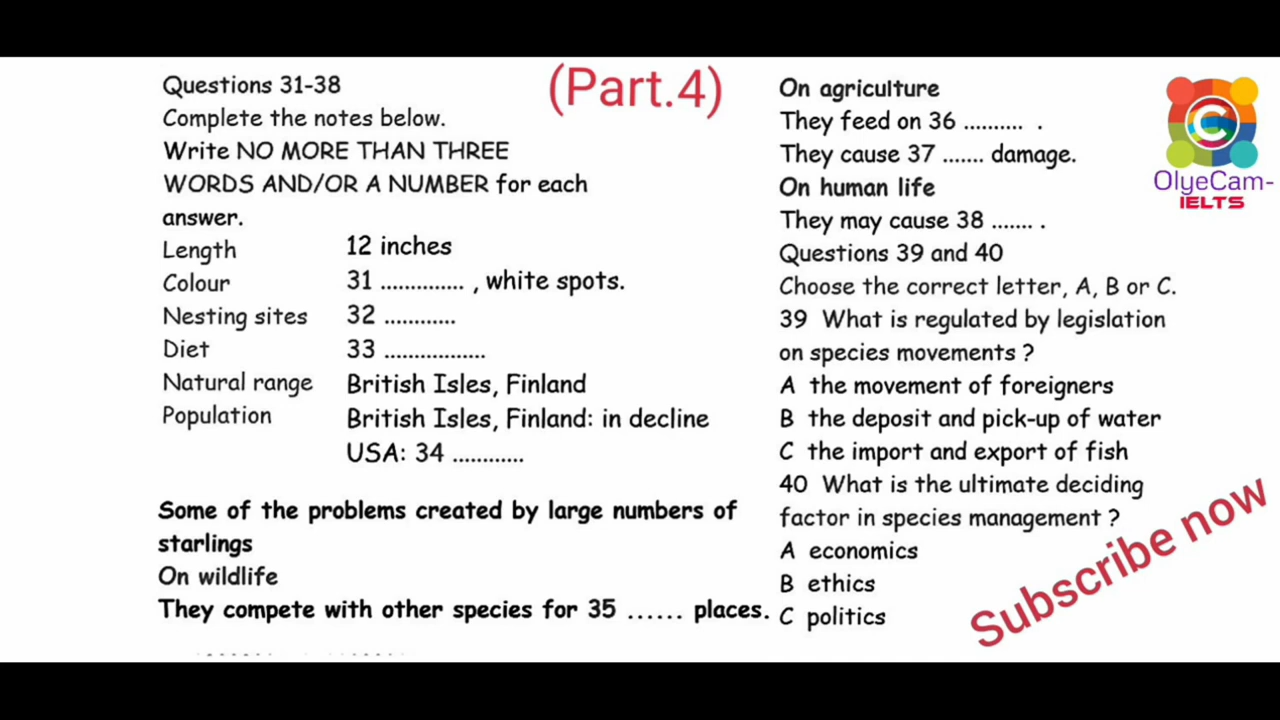 Questions 31-38
Complete the notes below.
Write NO MORE THAN THREE
WORDS AND/OR A NUMBER for each
answer.
Length 12 inches
Colour 31 .............. , white spots.
Nesting sites 32 ............
Diet 33 .................
Natural range British Isles, Finland
Population British Isles, Finland: in decline
USA: 34 ............
Some of the problems created by large numbers of
starlings
On wildlife
They compete with other species for 35 ...... places.
(Part.4)
On agriculture
They feed on 36 .......... .
They cause 37 ....... damage.
On human life
They may cause 38 ....... .
Questions 39 and 40
Choose the correct letter, A, B or C.
39 What is regulated by legislation
on species movements ?
A the movement of foreigners
B the deposit and pick-up of water
C the import and export of fish
40 What is the ultimate deciding
factor in species management ?
A economics
B ethics
C politics
C
OlyeCam-
IELTS
Subscribe now